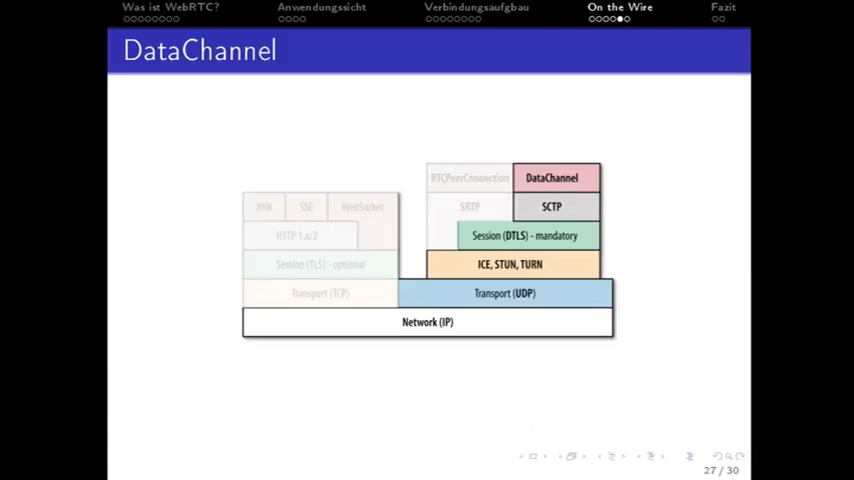 Was ist WebRTC? Anwendungssicht Verbindungsaufgbau On the Wire Fazit
DataChannel
RTCPeerConnection DataChannel
XHR SSE WebSocket SRTP SCTP
HTTP 1.x/2 Session (DTLS) - mandatory
Session (TLS) - optional ICE, STUN, TURN
Transport (TCP) Transport (UDP)
Network (IP)
27 / 30